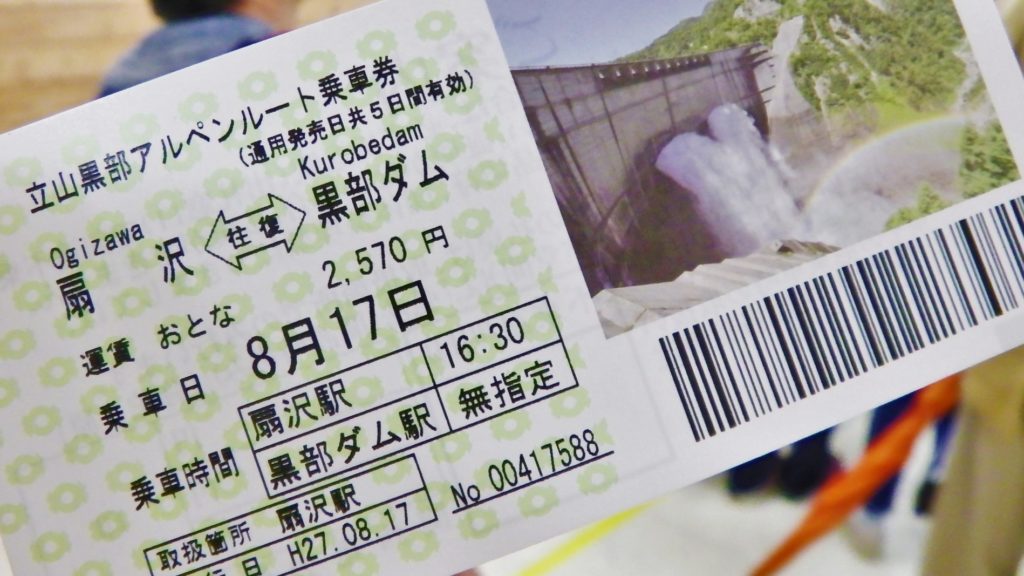 立山黒部アルペンルート乗車券
(通用発売日共5日間有効)
Ogizawa Kurobedam
扇沢 往復 黒部ダム
運賃 おとな 2,570 円
乗車日 8月17日
乗車時間 扇沢駅 16:30
黒部ダム駅 無指定
取扱箇所 扇沢駅
行日 H27.08.17
No 00417588